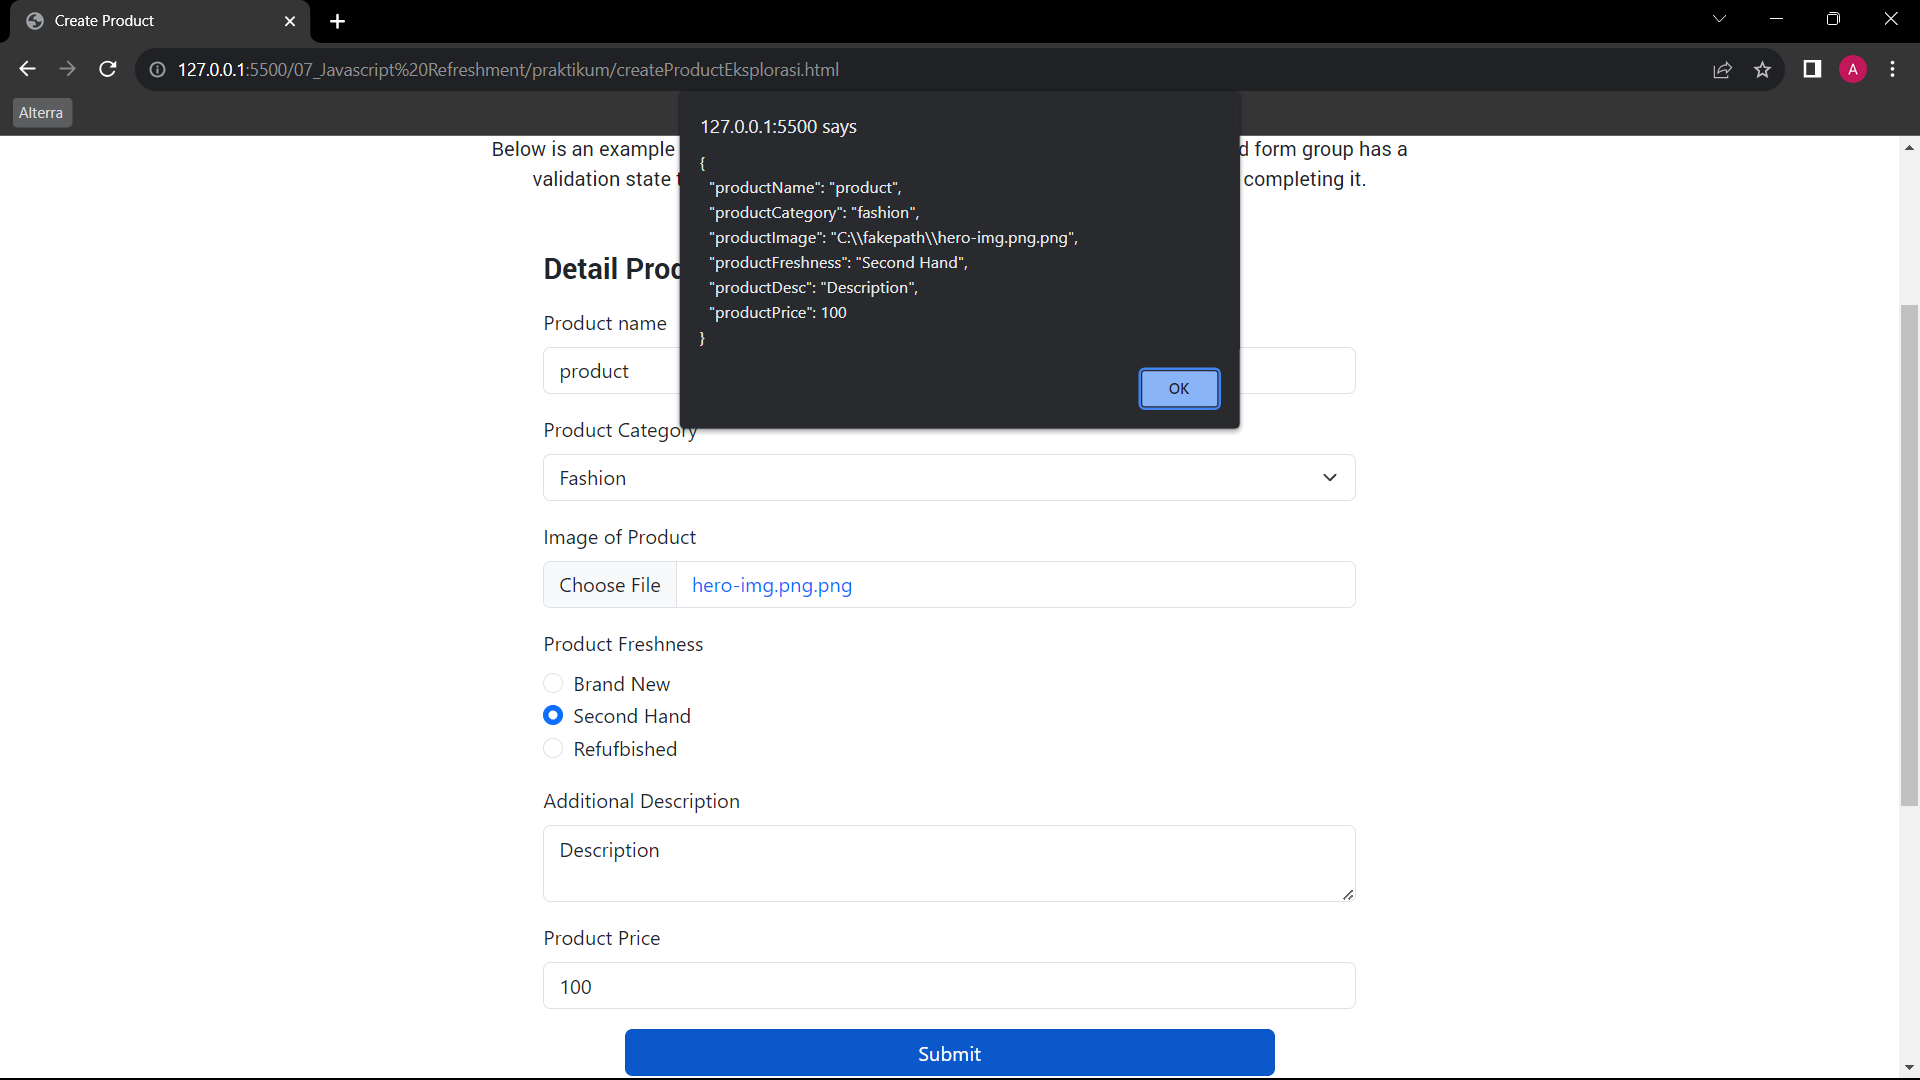 Create Product
127.0.0.1:5500/07_Javascript%20Refreshment/praktikum/createProductEksplorasi.html
A
Alterra
127.0.0.1:5500 says
{
"productName": "product",
"productCategory": "fashion",
"productImage": "C:\\fakepath\\hero-img.png.png",
"productFreshness": "Second Hand",
"productDesc": "Description",
"productPrice": 100
}
OK
Below is an example d form group has a
validation state completing it.
Detail Prod
Product name
product
Product Category
Fashion
Image of Product
Choose File hero-img.png.png
Product Freshness
Brand New
Second Hand
Refufbished
Additional Description
Description
Product Price
100
Submit